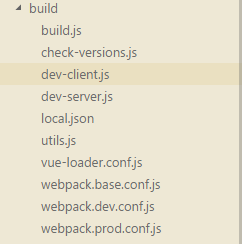 build
build.js
check-versions.js
dev-client.js
dev-server.js
local.json
utils.js
vue-loader.conf.js
webpack.base.conf.js
webpack.dev.conf.js
webpack.prod.conf.js